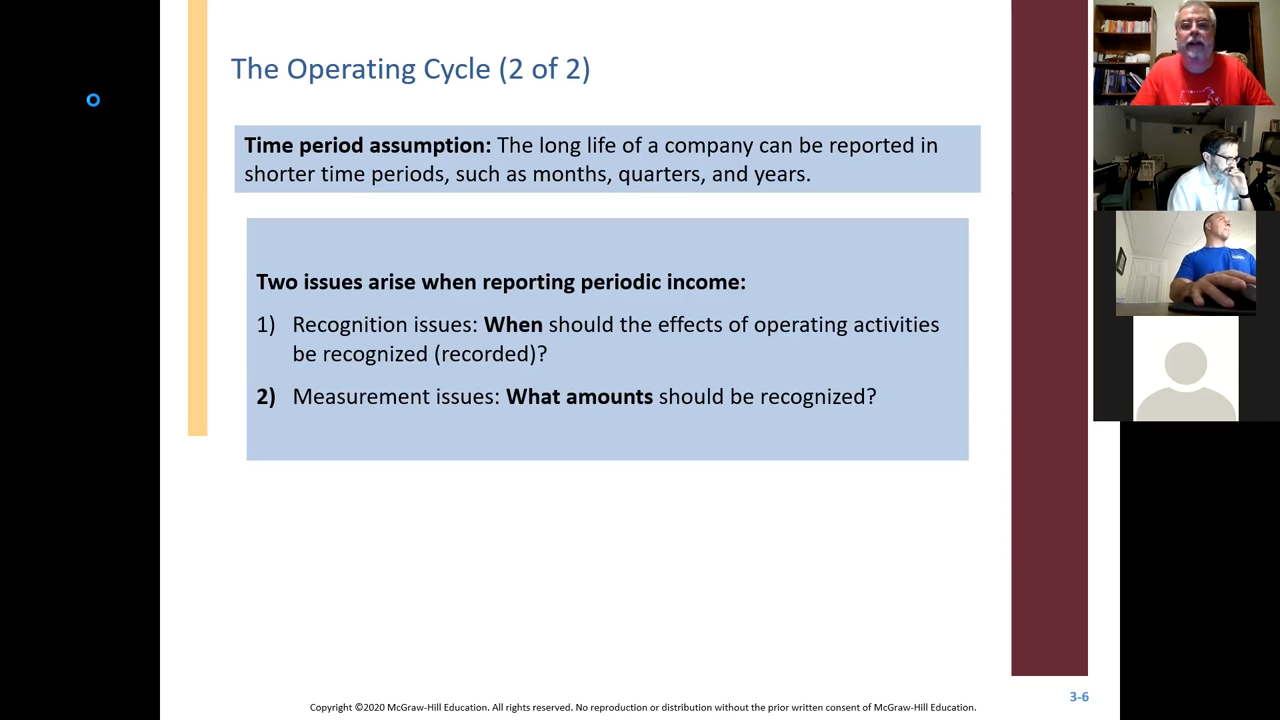 The Operating Cycle (2 of 2)
Time period assumption: The long life of a company can be reported in
shorter time periods, such as months, quarters, and years.
Two issues arise when reporting periodic income:
1) Recognition issues: When should the effects of operating activities
be recognized (recorded)?
2) Measurement issues: What amounts should be recognized?
3-6
Copyright ©2020 McGraw-Hill Education. All rights reserved. No reproduction or distribution without the prior written consent of McGraw-Hill Education.